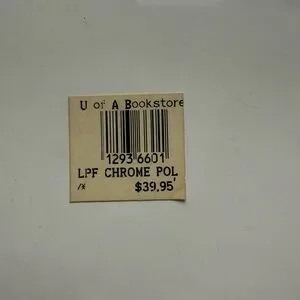 U of A Bookstore
1293 6601
LPF CHROME POL
/* $39.95